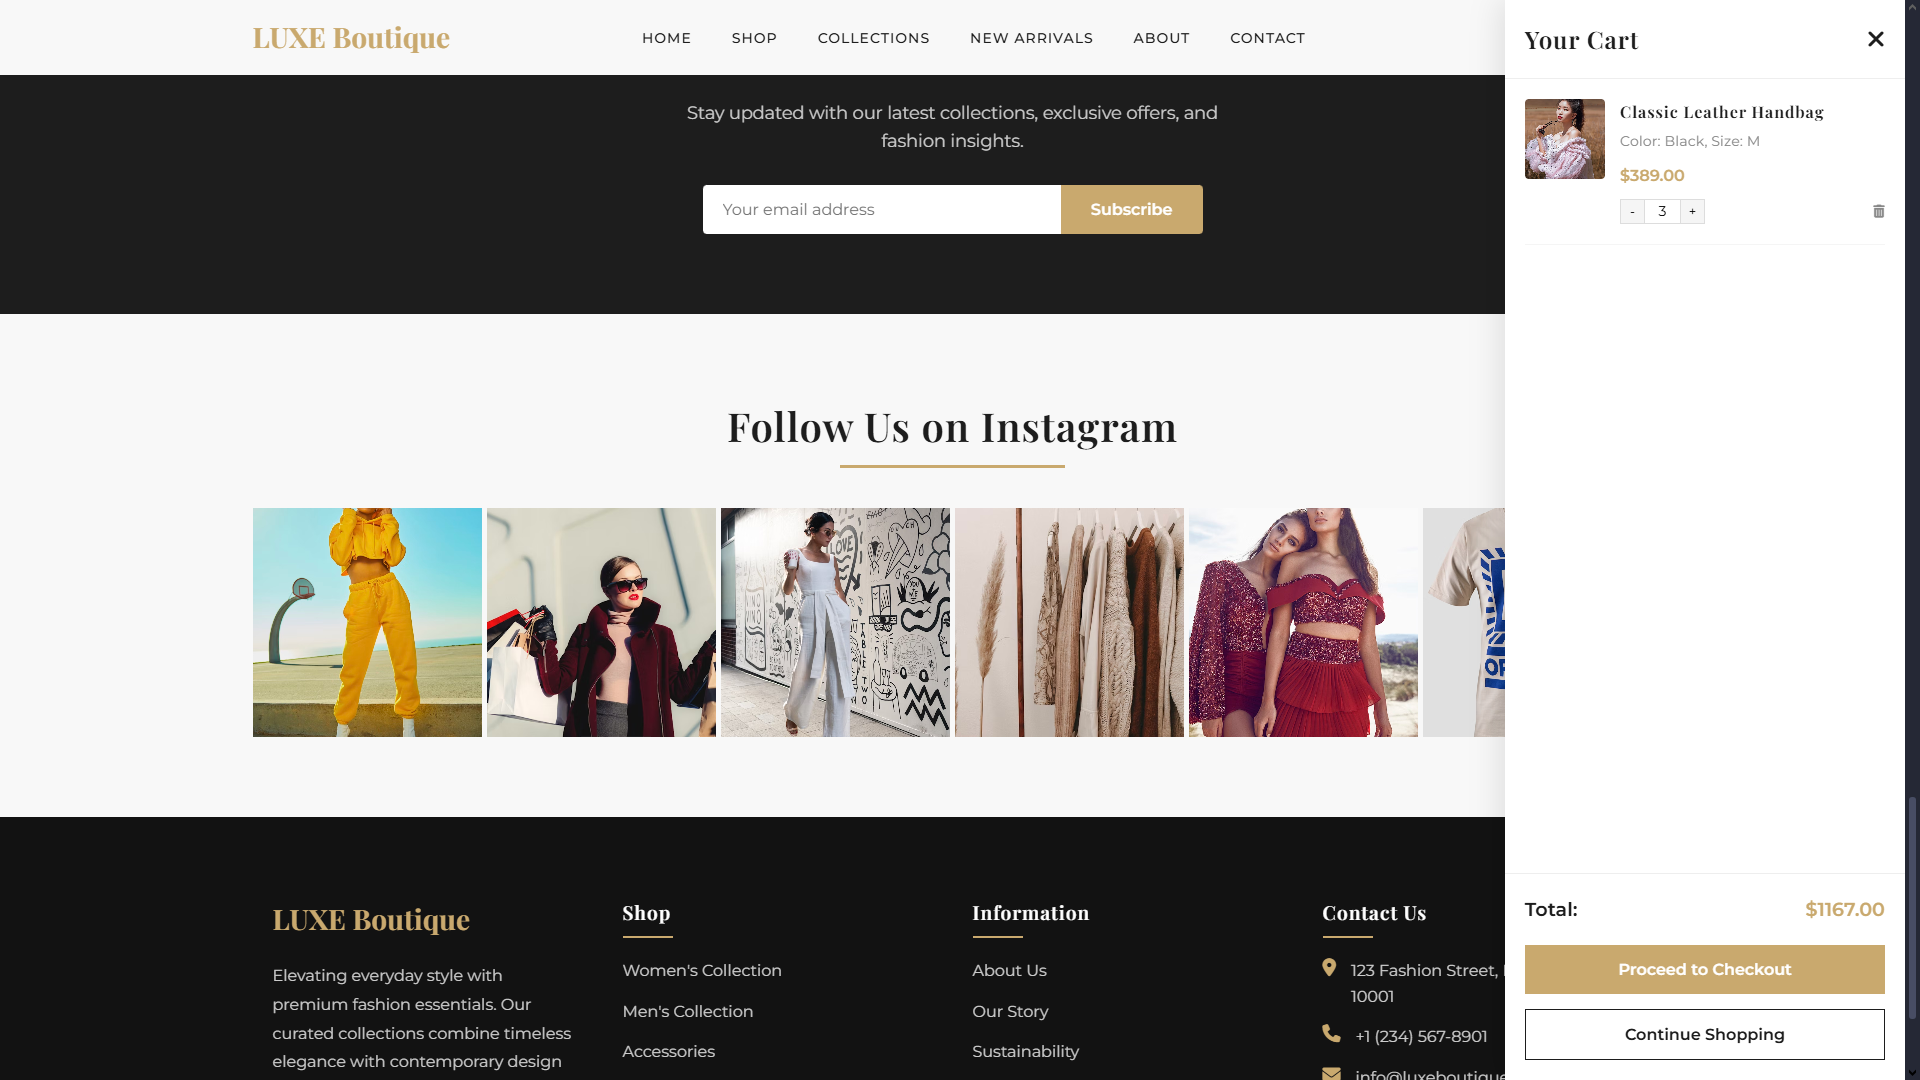 LUXE Boutique
HOME
SHOP
COLLECTIONS
NEW ARRIVALS
ABOUT
CONTACT
Stay updated with our latest collections, exclusive offers, and
fashion insights.
Your email address
Subscribe
Follow Us on Instagram
LOVE
LUXE Boutique
Elevating everyday style with
premium fashion essentials. Our
curated collections combine timeless
elegance with contemporary design
Shop
Women's Collection
Men's Collection
Accessories
Information
About Us
Our Story
Sustainability
Contact Us
123 Fashion Street,
10001
+1 (234) 567-8901
info@luxeboutique
Your Cart
Classic Leather Handbag
Color: Black, Size: M
$389.00
- 3 +
Total:
$1167.00
Proceed to Checkout
Continue Shopping